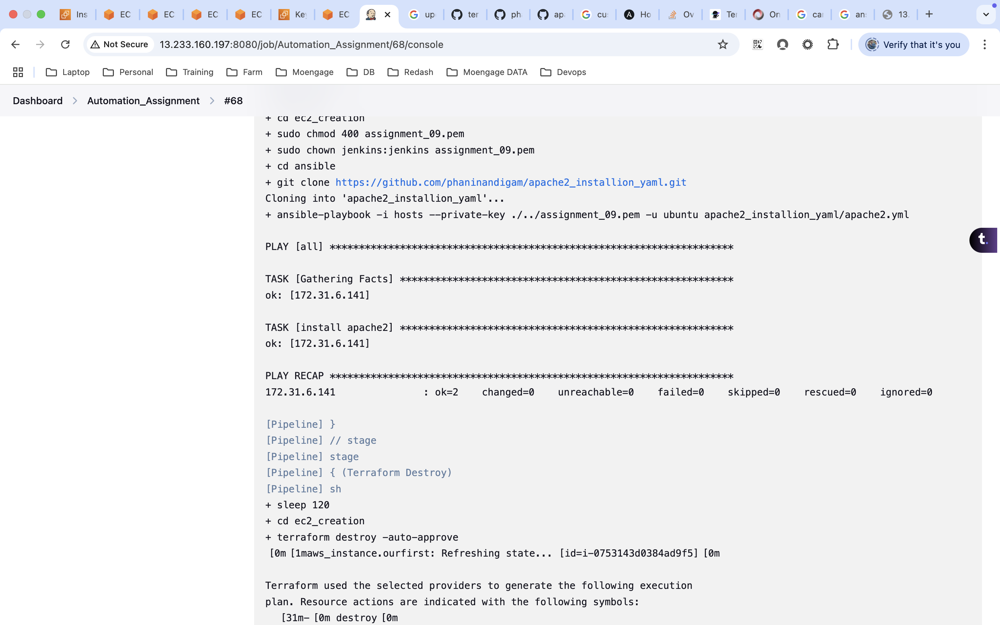 Ins
EC
EC
EC
EC
Key
EC
up
ter
ph
ap
cu
Ho
Ov
Ter
On
ca
an
13.
Not Secure 13.233.160.197:8080/job/Automation_Assignment/68/console
Verify that it's you
Laptop Personal Training Farm Moengage DB Redash Moengage DATA Devops
Dashboard > Automation_Assignment > #68
+ cd ec2_creation
+ sudo chmod 400 assignment_09.pem
+ sudo chown jenkins:jenkins assignment_09.pem
+ cd ansible
+ git clone https://github.com/phaninandigam/apache2_installion_yaml.git
Cloning into 'apache2_installion_yaml'...
+ ansible-playbook -i hosts --private-key ./../assignment_09.pem -u ubuntu apache2_installion_yaml/apache2.yml
PLAY [all] *********************************************************************
TASK [Gathering Facts] *********************************************************
ok: [172.31.6.141]
TASK [install apache2] *********************************************************
ok: [172.31.6.141]
PLAY RECAP *********************************************************************
172.31.6.141               : ok=2    changed=0    unreachable=0    failed=0    skipped=0    rescued=0    ignored=0
[Pipeline] }
[Pipeline] // stage
[Pipeline] stage
[Pipeline] { (Terraform Destroy)
[Pipeline] sh
+ sleep 120
+ cd ec2_creation
+ terraform destroy -auto-approve
[0m [1maws_instance.ourfirst: Refreshing state... [id=i-0753143d0384ad9f5] [0m
Terraform used the selected providers to generate the following execution
plan. Resource actions are indicated with the following symbols:
[31m- [0m destroy [0m
t.